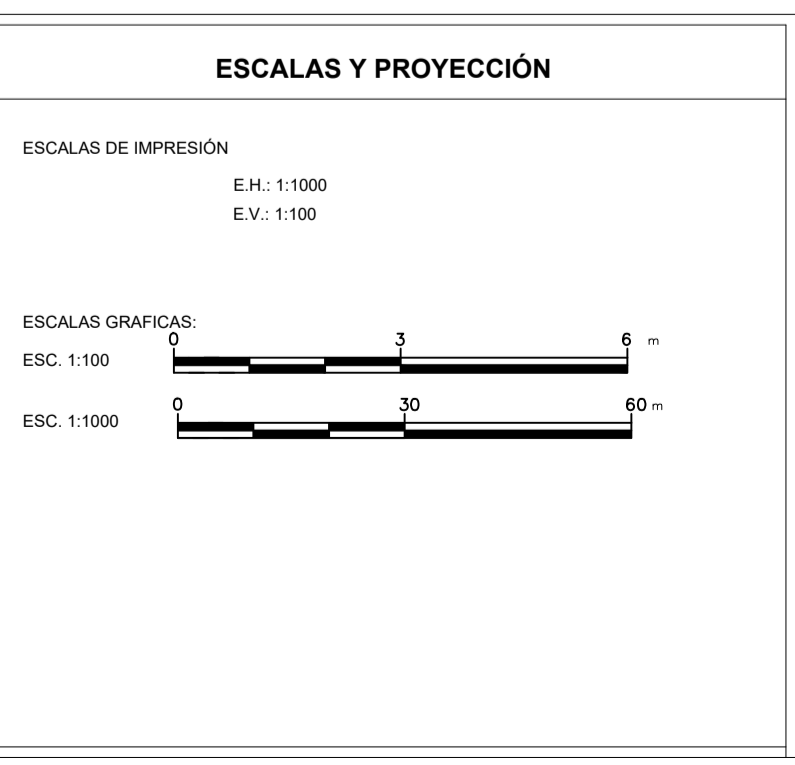 ESCALAS Y PROYECCIÓN
ESCALAS DE IMPRESIÓN
E.H.: 1:1000
E.V.: 1:100
ESCALAS GRAFICAS:
0 3 6 m
ESC. 1:100
0 30 60 m
ESC. 1:1000